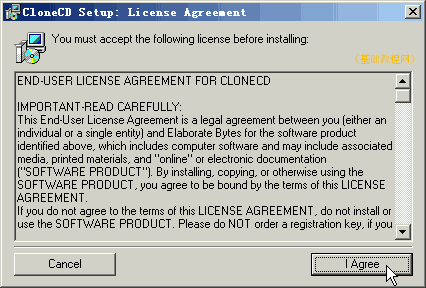 CloneCD Setup: License Agreement
You must accept the following license before installing:
《基础教程网》
END-USER LICENSE AGREEMENT FOR CLONECD
IMPORTANT-READ CAREFULLY:
This End-User License Agreement is a legal agreement between you (either an
individual or a single entity) and Elaborate Bytes for the software product
identified above, which includes computer software and may include associated
media, printed materials, and "online" or electronic documentation
("SOFTWARE PRODUCT"). By installing, copying, or otherwise using the
SOFTWARE PRODUCT, you agree to be bound by the terms of this LICENSE
AGREEMENT.
If you do not agree to the terms of this LICENSE AGREEMENT, do not install or
use the SOFTWARE PRODUCT. Please do NOT order a registration key, if you
Cancel
I Agree